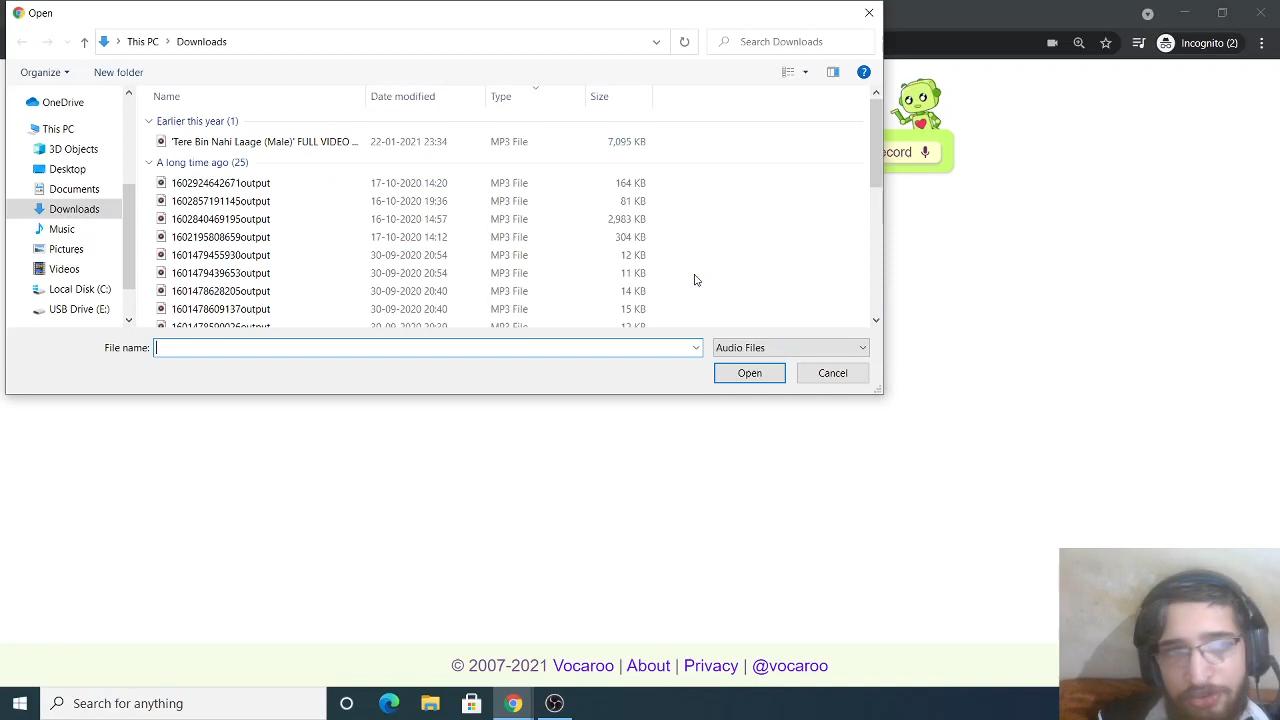 Open
This PC > Downloads
Search Downloads
Incognito (2)
Organize
New folder
OneDrive
This PC
3D Objects
Desktop
Documents
Downloads
Music
Pictures
Videos
Local Disk (C:)
USB Drive (E:)
Name Date modified Type Size
Earlier this year (1)
'Tere Bin Nahi Laage (Male)' FULL VIDEO ... 22-01-2021 23:34 MP3 File 7,095 KB
A long time ago (25)
1602924642671output 17-10-2020 14:20 MP3 File 164 KB
1602857191145output 16-10-2020 19:36 MP3 File 81 KB
1602840469195output 16-10-2020 14:57 MP3 File 2,983 KB
1602195808659output 17-10-2020 14:12 MP3 File 304 KB
1601479455930output 30-09-2020 20:54 MP3 File 12 KB
1601479439653output 30-09-2020 20:54 MP3 File 11 KB
1601478628205output 30-09-2020 20:40 MP3 File 14 KB
1601478609137output 30-09-2020 20:40 MP3 File 15 KB
ecord
File name:
Audio Files
Open
Cancel
© 2007-2021 Vocaroo | About | Privacy | @vocaroo
Search for anything